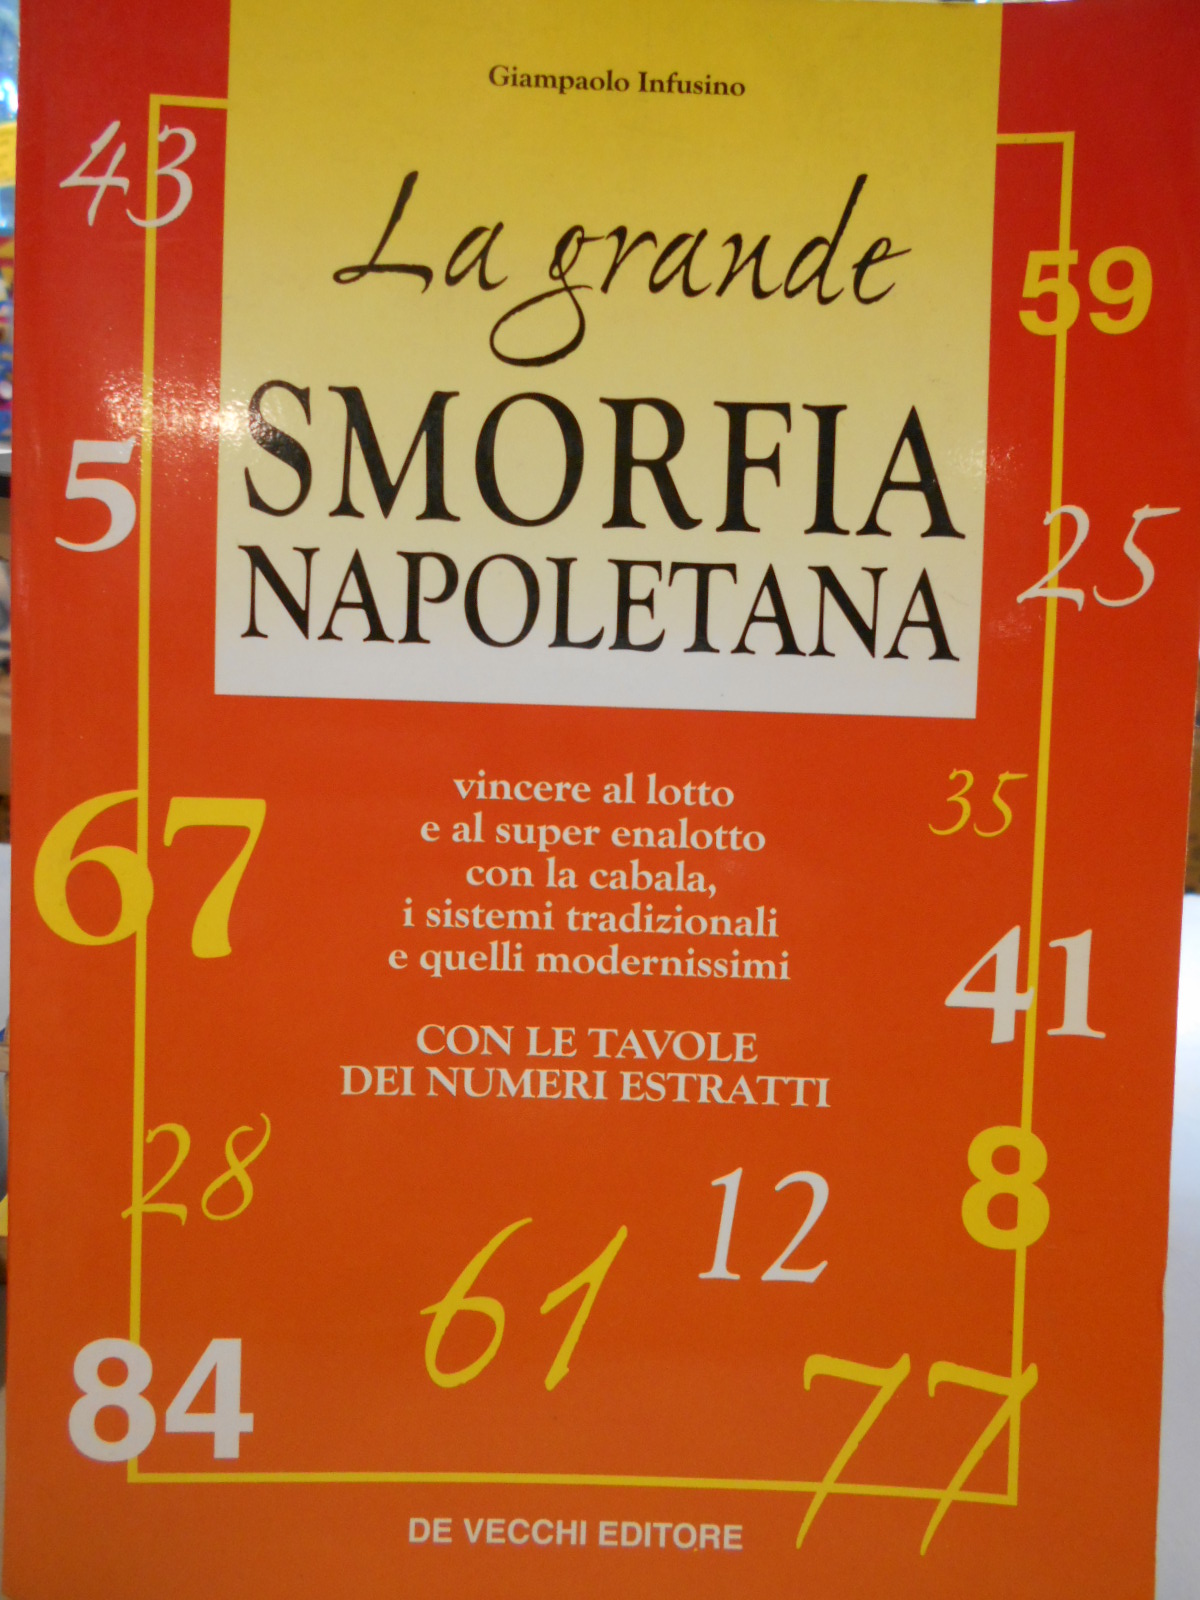 Giampaolo Infusino
La grande
SMORFIA
NAPOLETANA
43
59
5
25
vincere al lotto
e al super enalotto
con la cabala,
i sistemi tradizionali
e quelli modernissimi
67
35
41
CON LE TAVOLE
DEI NUMERI ESTRATTI
28
8
12
61
84
77
DE VECCHI EDITORE